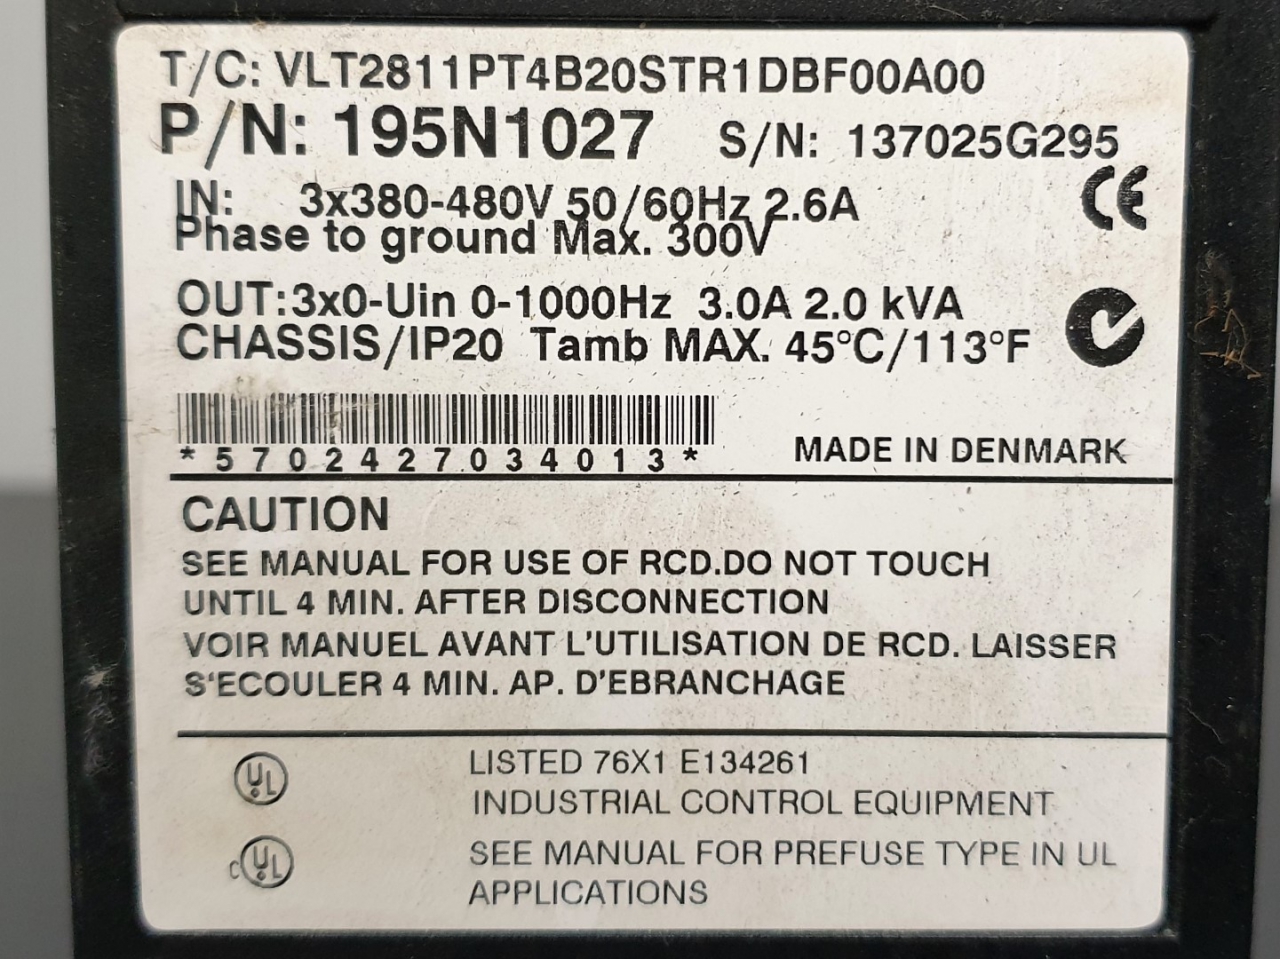 T/C: VLT2811PT4B20STR1DBF00A00
P/N: 195N1027 S/N: 137025G295
IN: 3x380-480V 50/60Hz 2.6A
Phase to ground Max. 300V
CE
OUT:3x0-Uin 0-1000Hz 3.0A 2.0 kVA
CHASSIS/IP20 Tamb MAX. 45°C/113°F
*5702427034013*
MADE IN DENMARK
CAUTION
SEE MANUAL FOR USE OF RCD.DO NOT TOUCH
UNTIL 4 MIN. AFTER DISCONNECTION
VOIR MANUEL AVANT L'UTILISATION DE RCD. LAISSER
S'ECOULER 4 MIN. AP. D'EBRANCHAGE
UL
LISTED 76X1 E134261
INDUSTRIAL CONTROL EQUIPMENT
c UL
SEE MANUAL FOR PREFUSE TYPE IN UL
APPLICATIONS